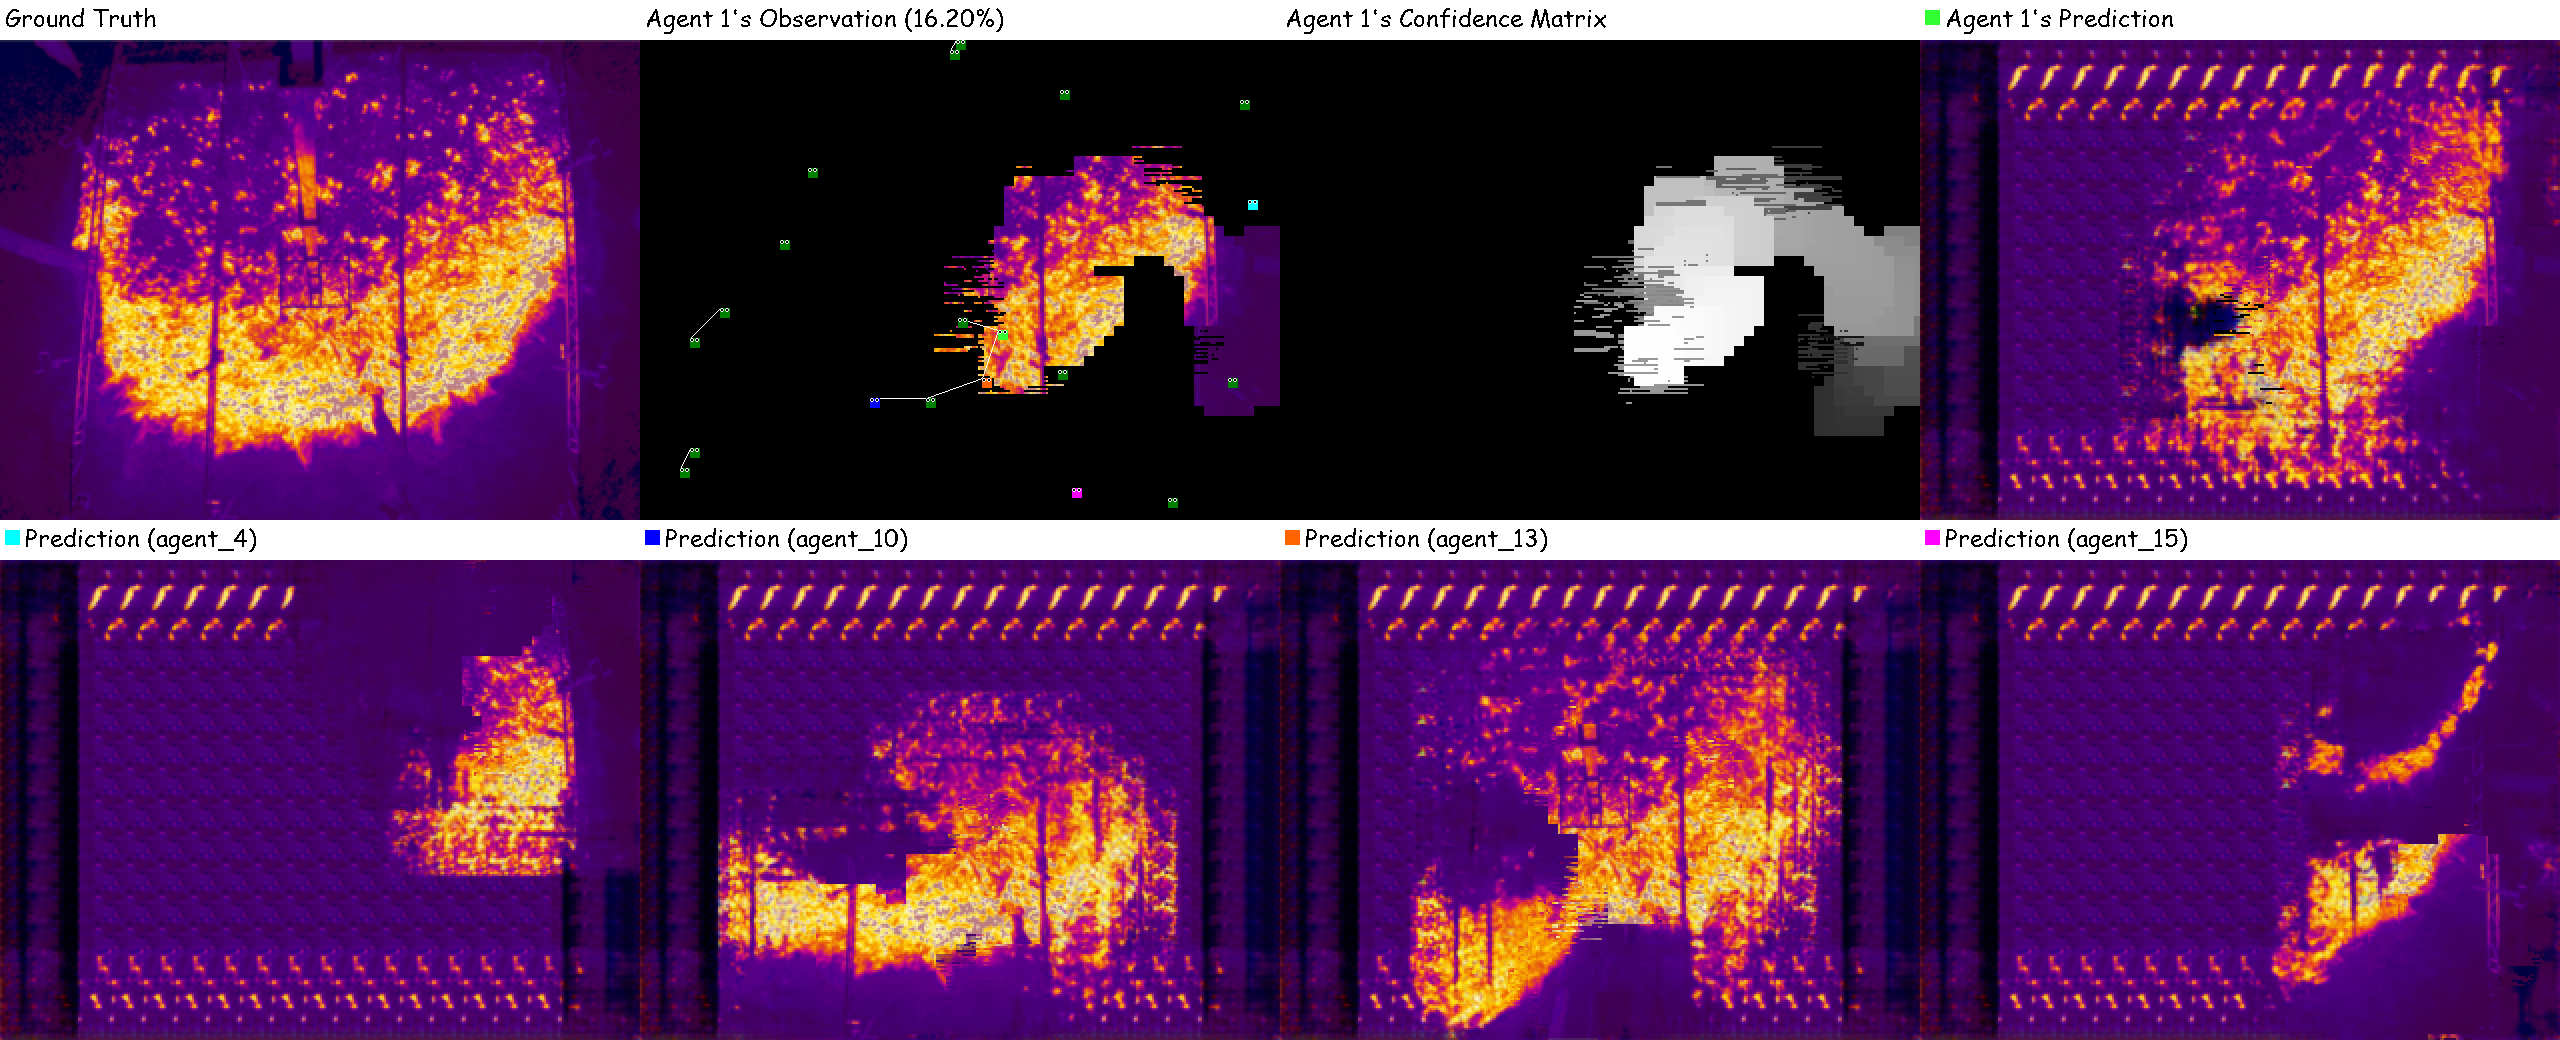 Ground Truth
Agent 1's Observation (16.20%)
Agent 1's Confidence Matrix
Agent 1's Prediction
Prediction (agent_4)
Prediction (agent_10)
Prediction (agent_13)
Prediction (agent_15)